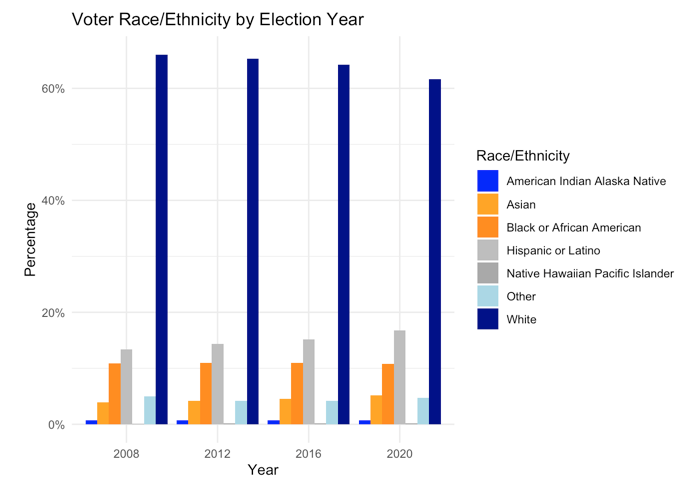 Voter Race/Ethnicity by Election Year
60%
40%
20%
0%
Percentage
2008 2012 2016 2020
Year
Race/Ethnicity
American Indian Alaska Native
Asian
Black or African American
Hispanic or Latino
Native Hawaiian Pacific Islander
Other
White